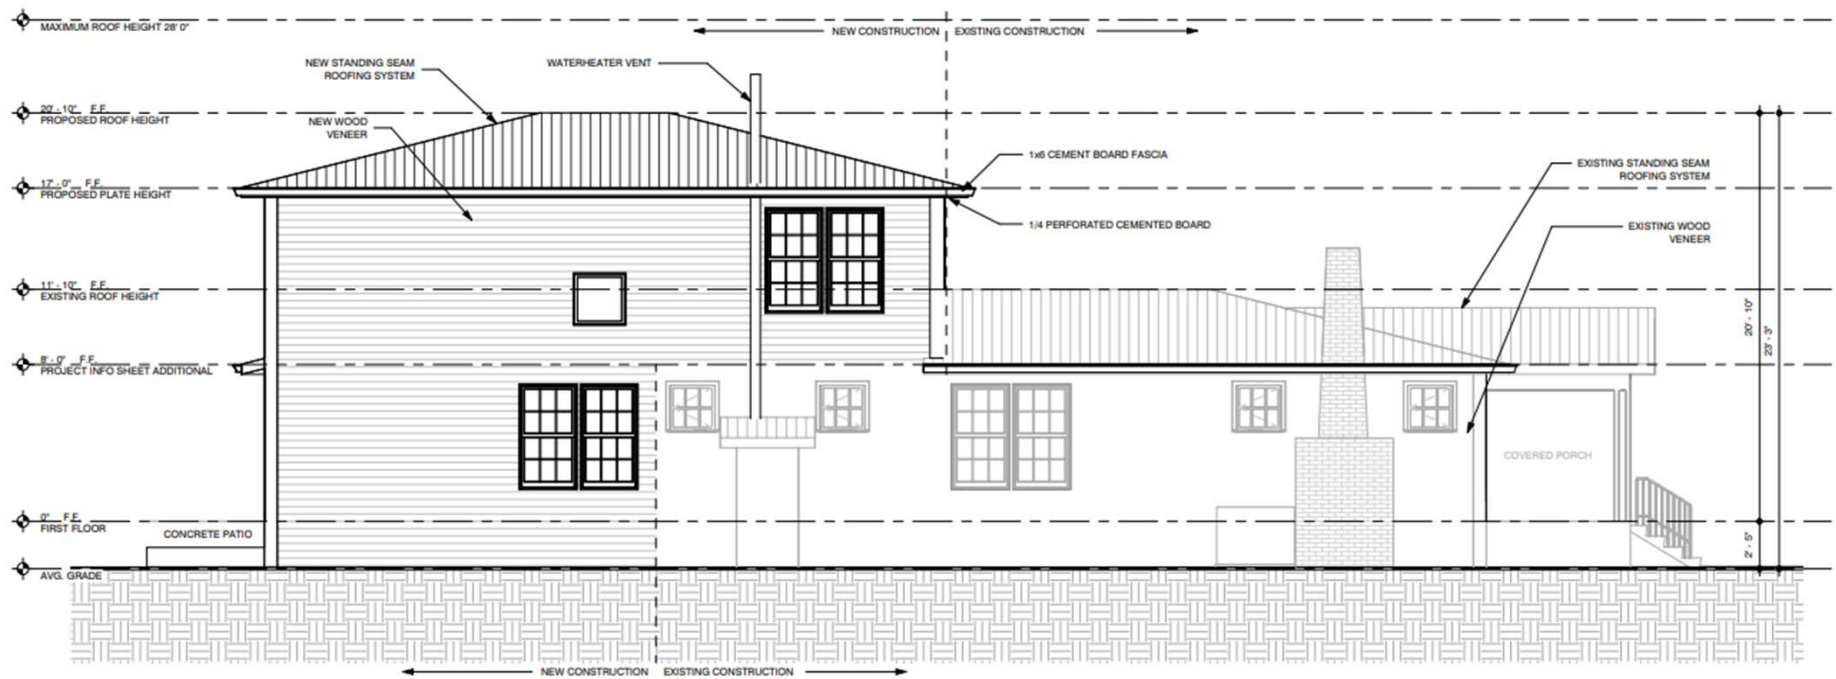 MAXIMUM ROOF HEIGHT 28' 0"
NEW CONSTRUCTION
EXISTING CONSTRUCTION
NEW STANDING SEAM
ROOFING SYSTEM
WATERHEATER VENT
20' - 10" F.F.
PROPOSED ROOF HEIGHT
NEW WOOD
VENEER
1x6 CEMENT BOARD FASCIA
EXISTING STANDING SEAM
ROOFING SYSTEM
17' - 0" F.F.
PROPOSED PLATE HEIGHT
1/4 PERFORATED CEMENTED BOARD
EXISTING WOOD
VENEER
11' - 10" F.F.
EXISTING ROOF HEIGHT
20' - 10"
23' - 3"
8' - 0" F.F.
PROJECT INFO SHEET ADDITIONAL
COVERED PORCH
0" F.F.
FIRST FLOOR
CONCRETE PATIO
2' - 5"
AVG. GRADE
NEW CONSTRUCTION
EXISTING CONSTRUCTION